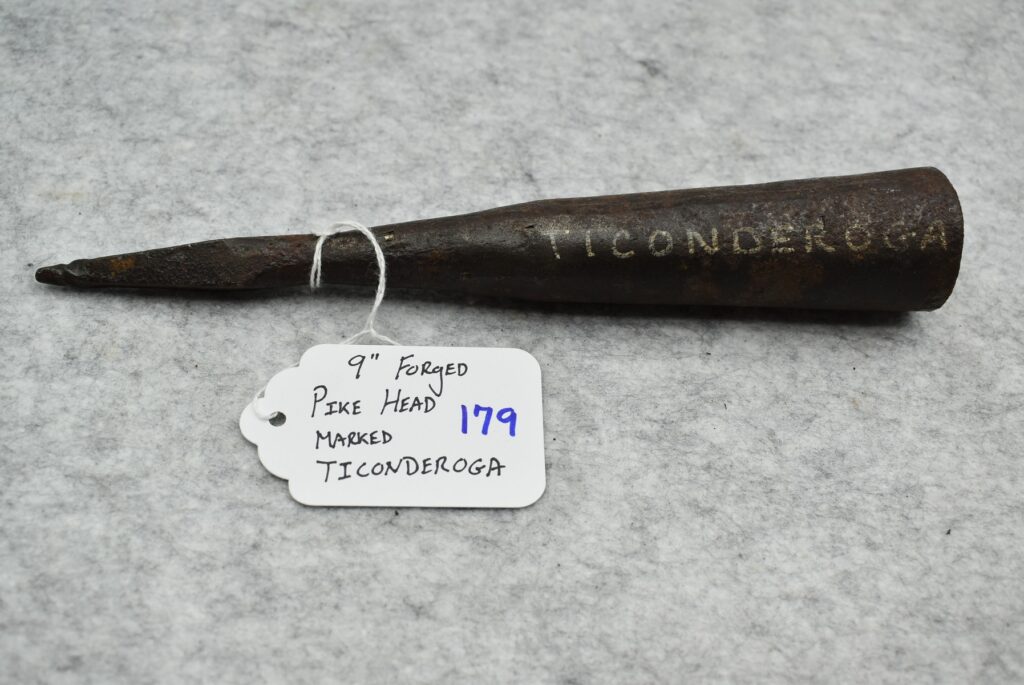 TICONDEROGA
9" FORGED
PIKE HEAD
179
MARKED
TICONDEROGA